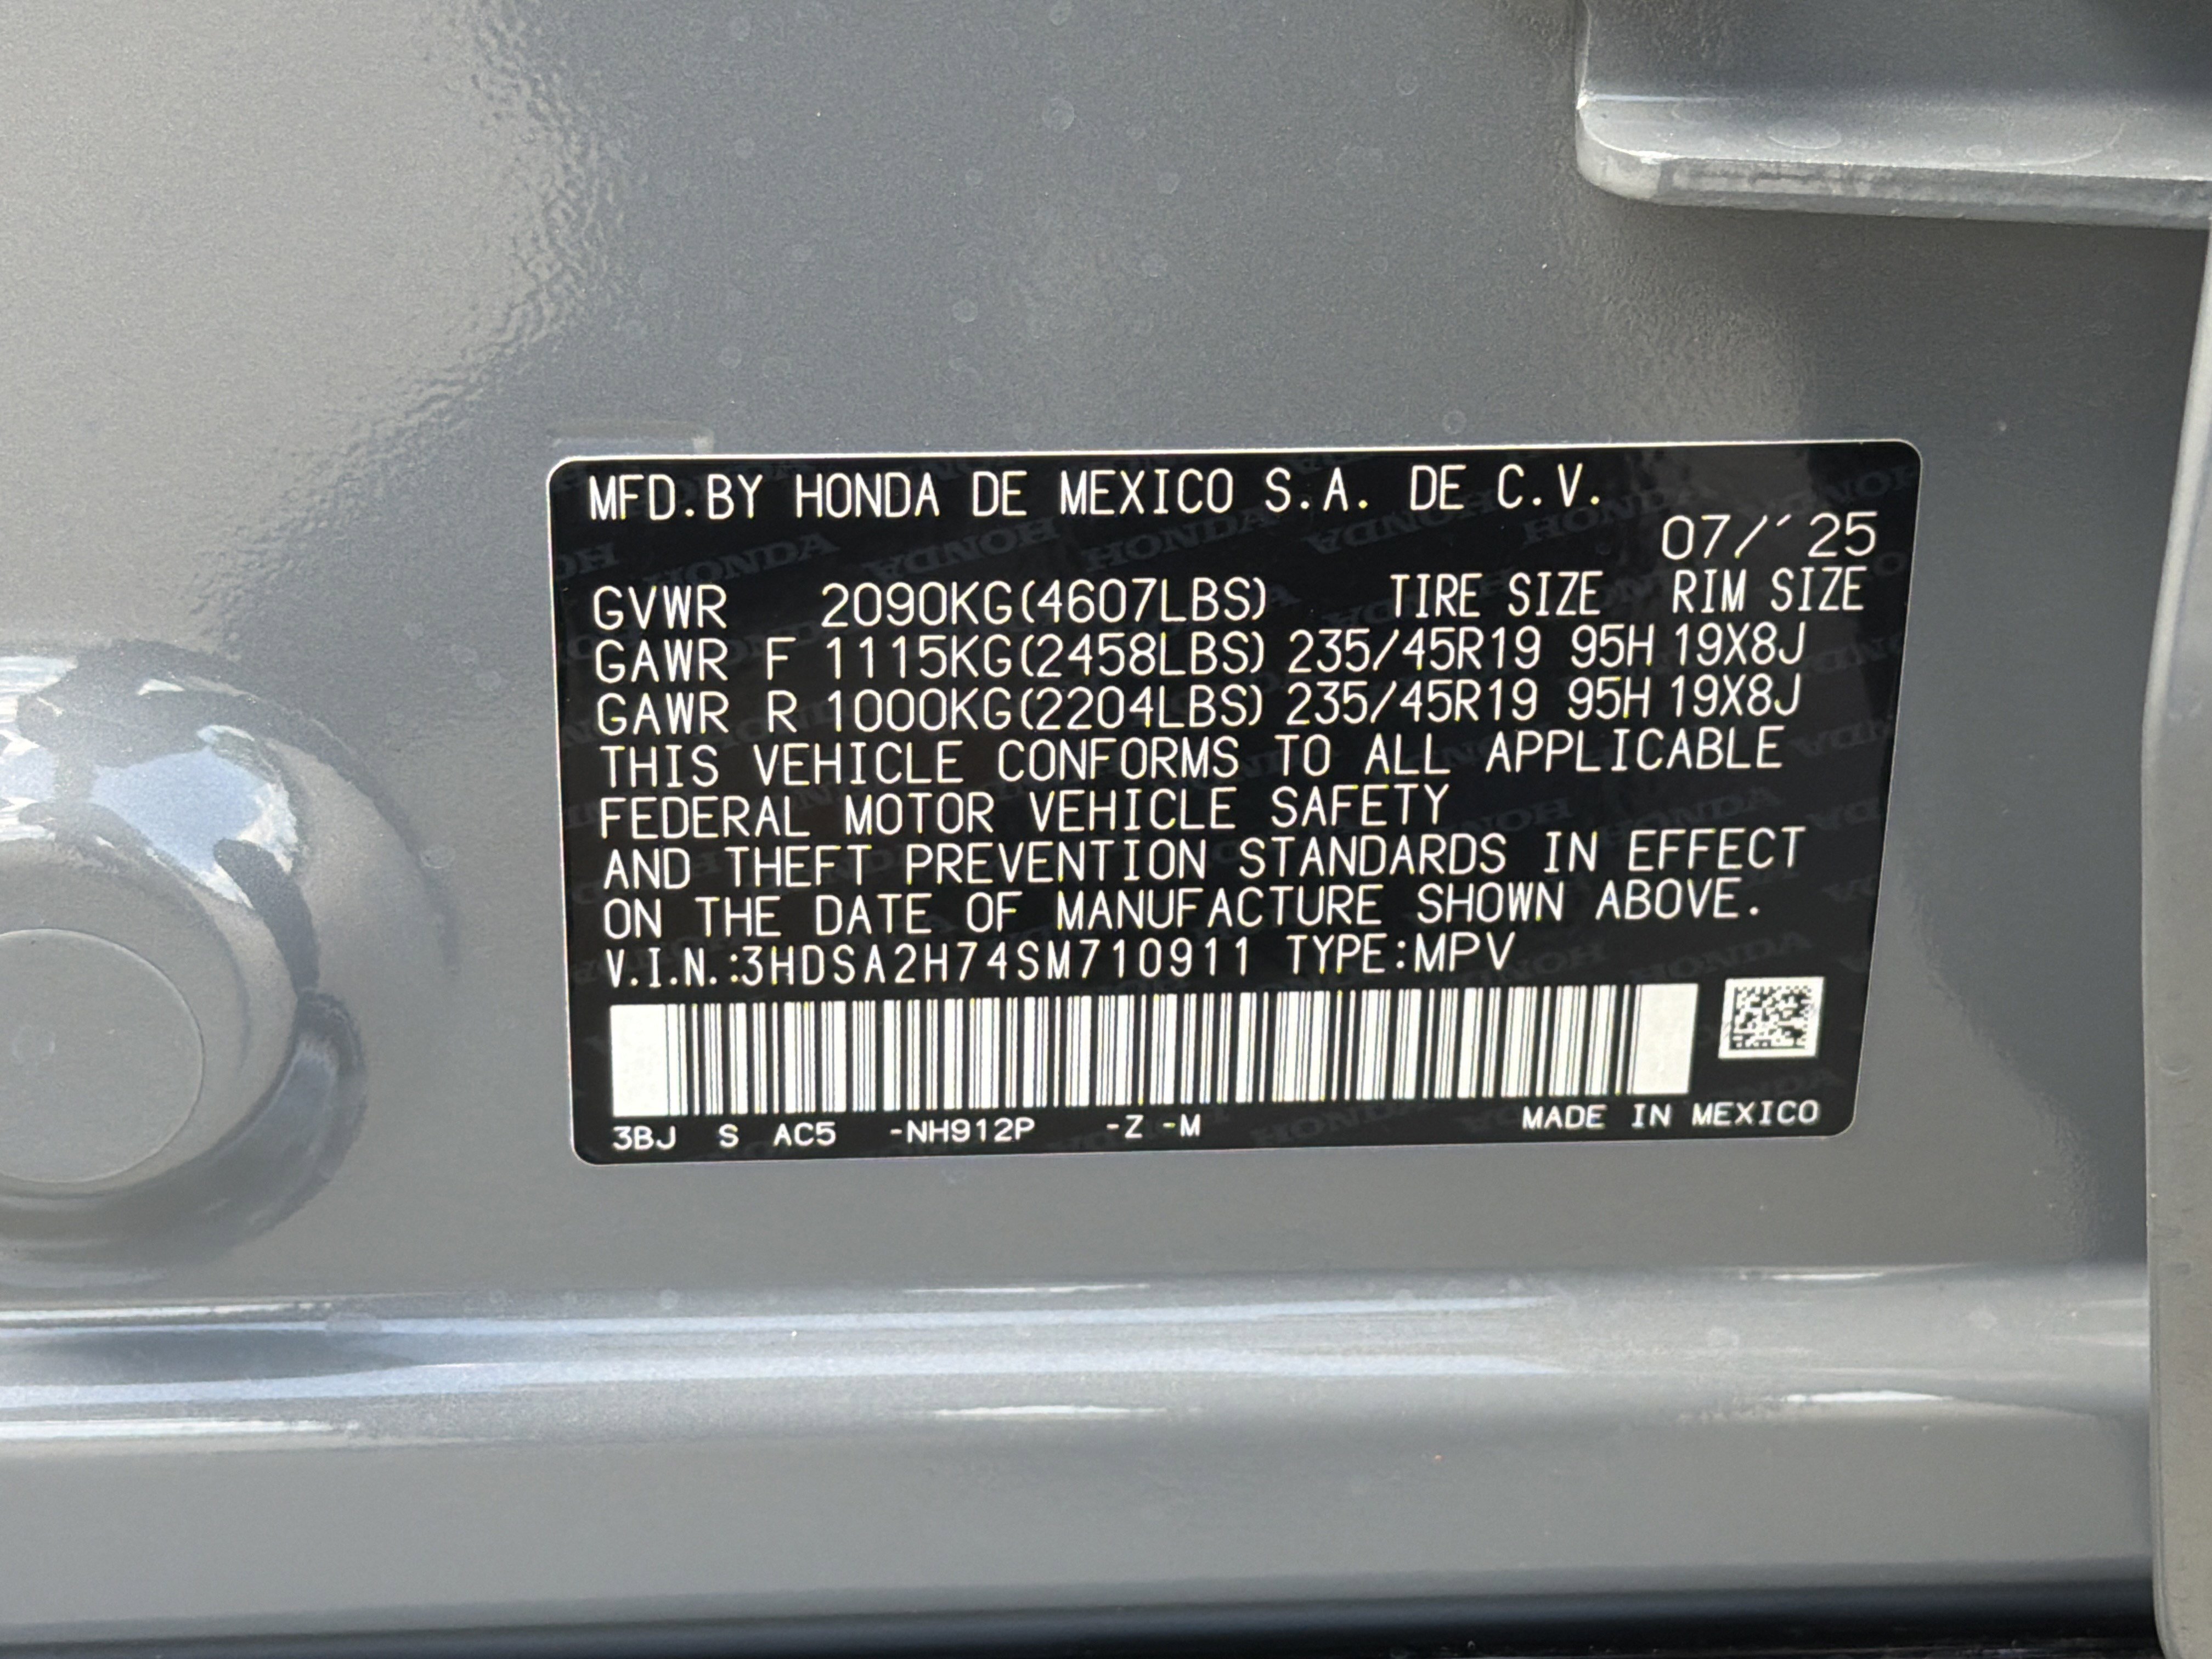 MFD.BY HONDA DE MEXICO S.A. DE C.V.
07/´25
GVWR 2090KG(4607LBS) TIRE SIZE RIM SIZE
GAWR F 1115KG(2458LBS) 235/45R19 95H 19X8J
GAWR R 1000KG(2204LBS) 235/45R19 95H 19X8J
THIS VEHICLE CONFORMS TO ALL APPLICABLE
FEDERAL MOTOR VEHICLE SAFETY
AND THEFT PREVENTION STANDARDS IN EFFECT
ON THE DATE OF MANUFACTURE SHOWN ABOVE.
V.I.N.:3HDSA2H74SM710911 TYPE:MPV
3BJ S AC5 -NH912P -Z -M MADE IN MEXICO